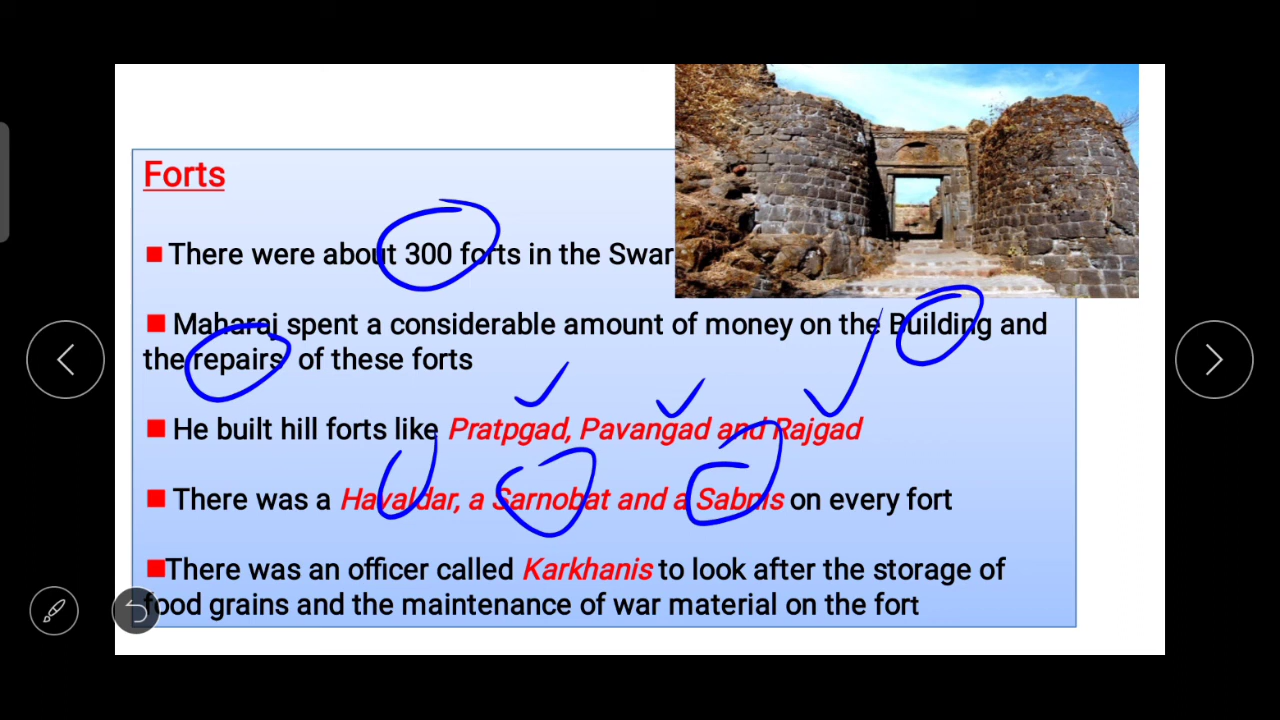 Forts
There were about 300 forts in the Swar
Maharaj spent a considerable amount of money on the Building and
the repairs of these forts
He built hill forts like Pratpgad, Pavangad and Rajgad
There was a Havaldar, a Sarnobat and a Sabnis on every fort
There was an officer called Karkhanis to look after the storage of
food grains and the maintenance of war material on the fort